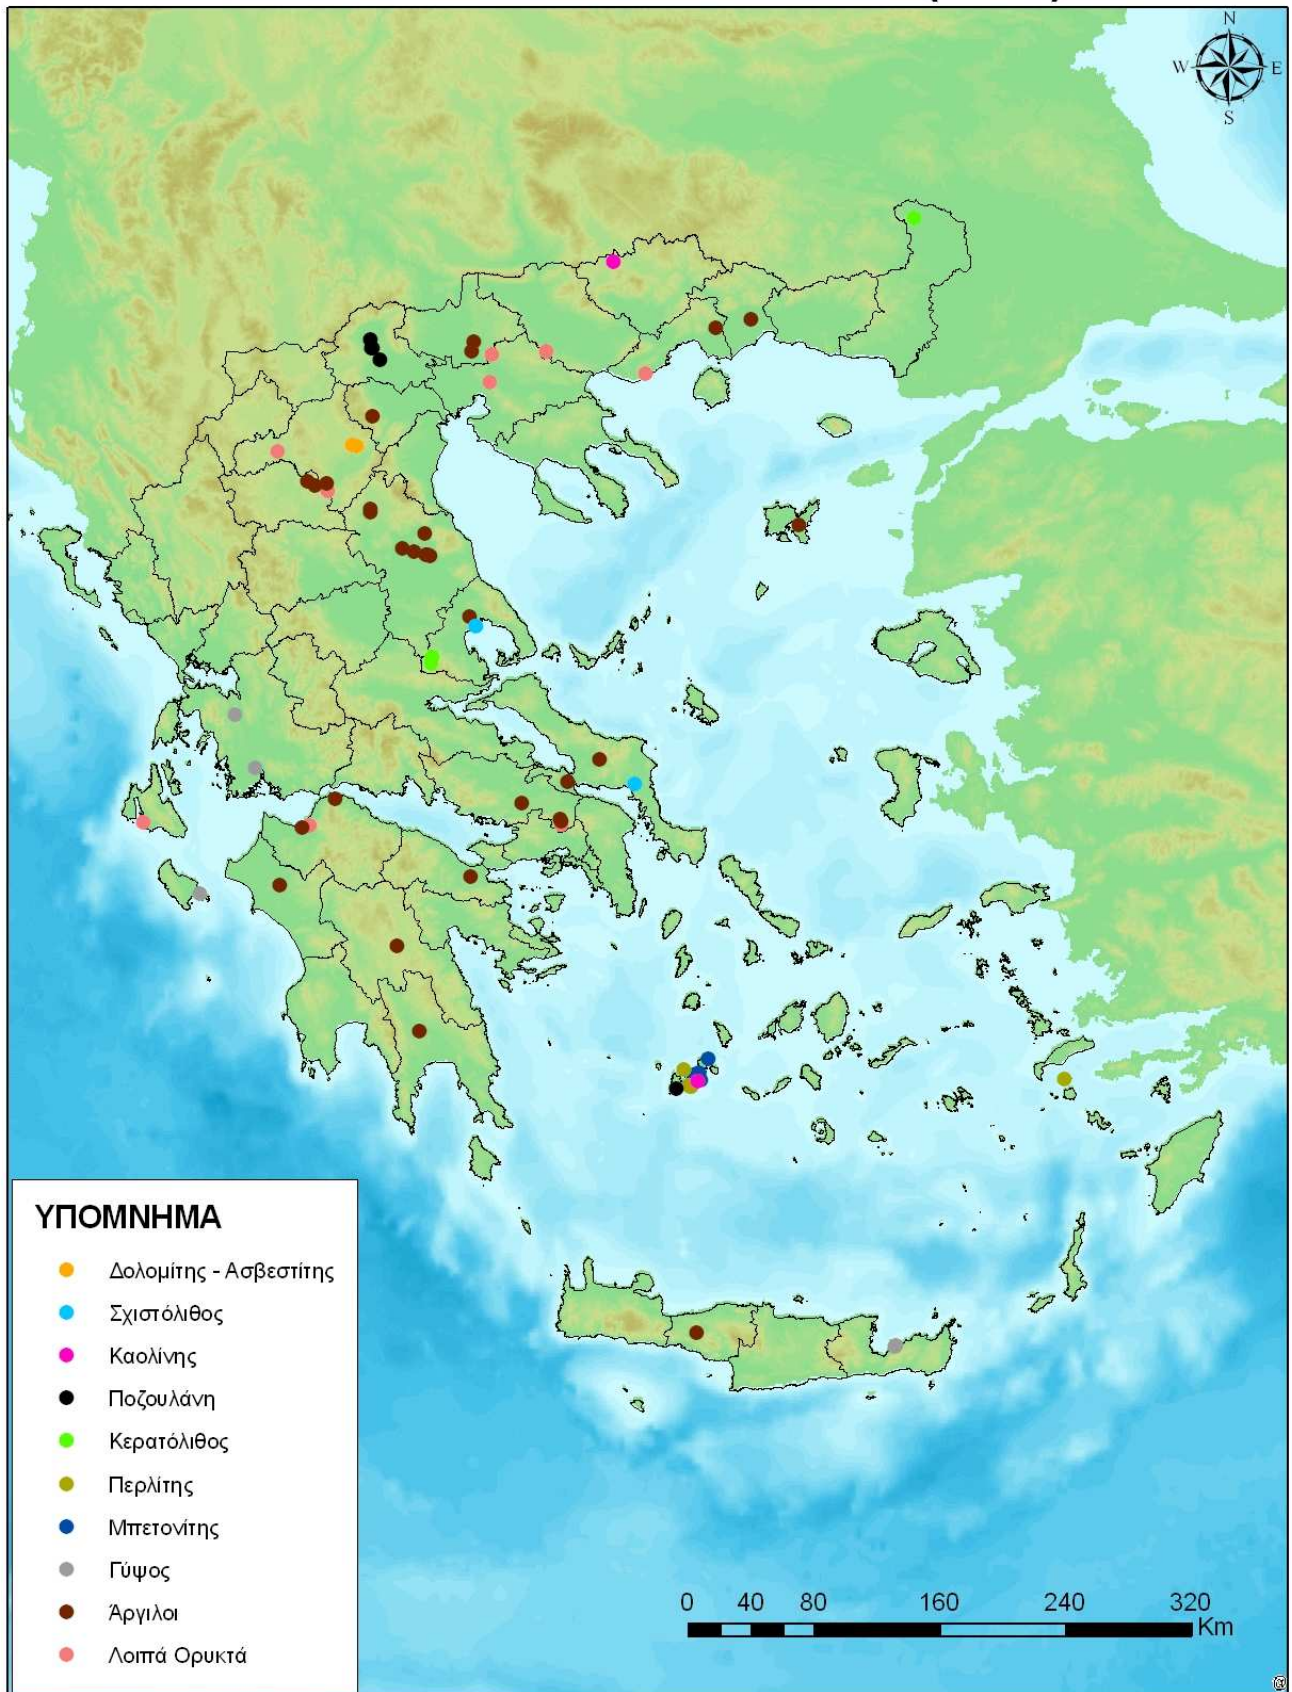 N
W E
S
ΥΠΟΜΝΗΜΑ
Δολομίτης - Ασβεστίτης
Σχιστόλιθος
Καολίνης
Ποζουλάνη
Κερατόλιθος
Περλίτης
Μπετονίτης
Γύψος
Άργιλοι
Λοιπά Ορυκτά
0 40 80 160 240 320
Km
@